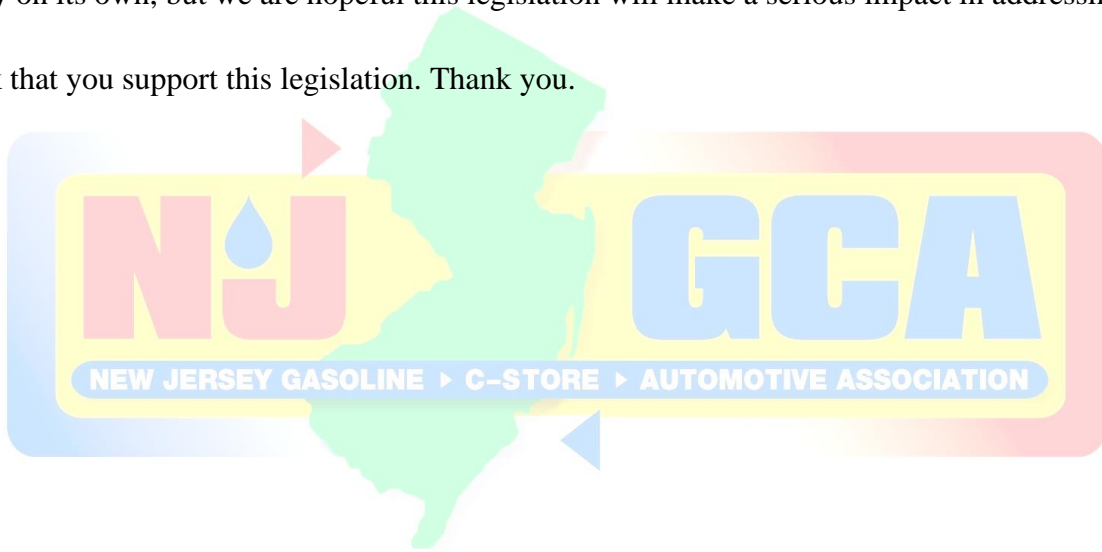 on its own, but we are hopeful this legislation will make a serious impact in
that you support this legislation. Thank you.
NJ GCA
NEW JERSEY GASOLINE ▸ C-STORE ▸ AUTOMOTIVE ASSOCIATION